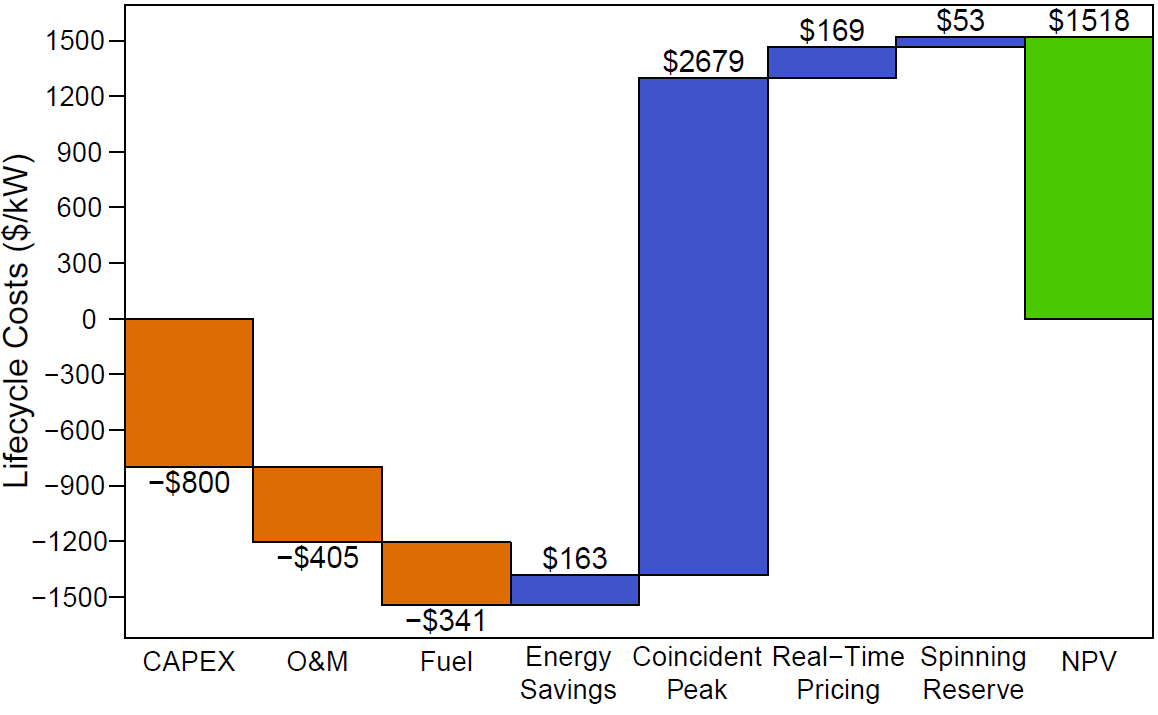 Lifecycle Costs ($/kW)
1500
1200
900
600
300
0
−300
−600
−900
−1200
−1500
−$800
−$405
−$341
$163
$2679
$169
$53
$1518
CAPEX
O&M
Fuel
Energy
Savings
Coincident
Peak
Real−Time
Pricing
Spinning
Reserve
NPV